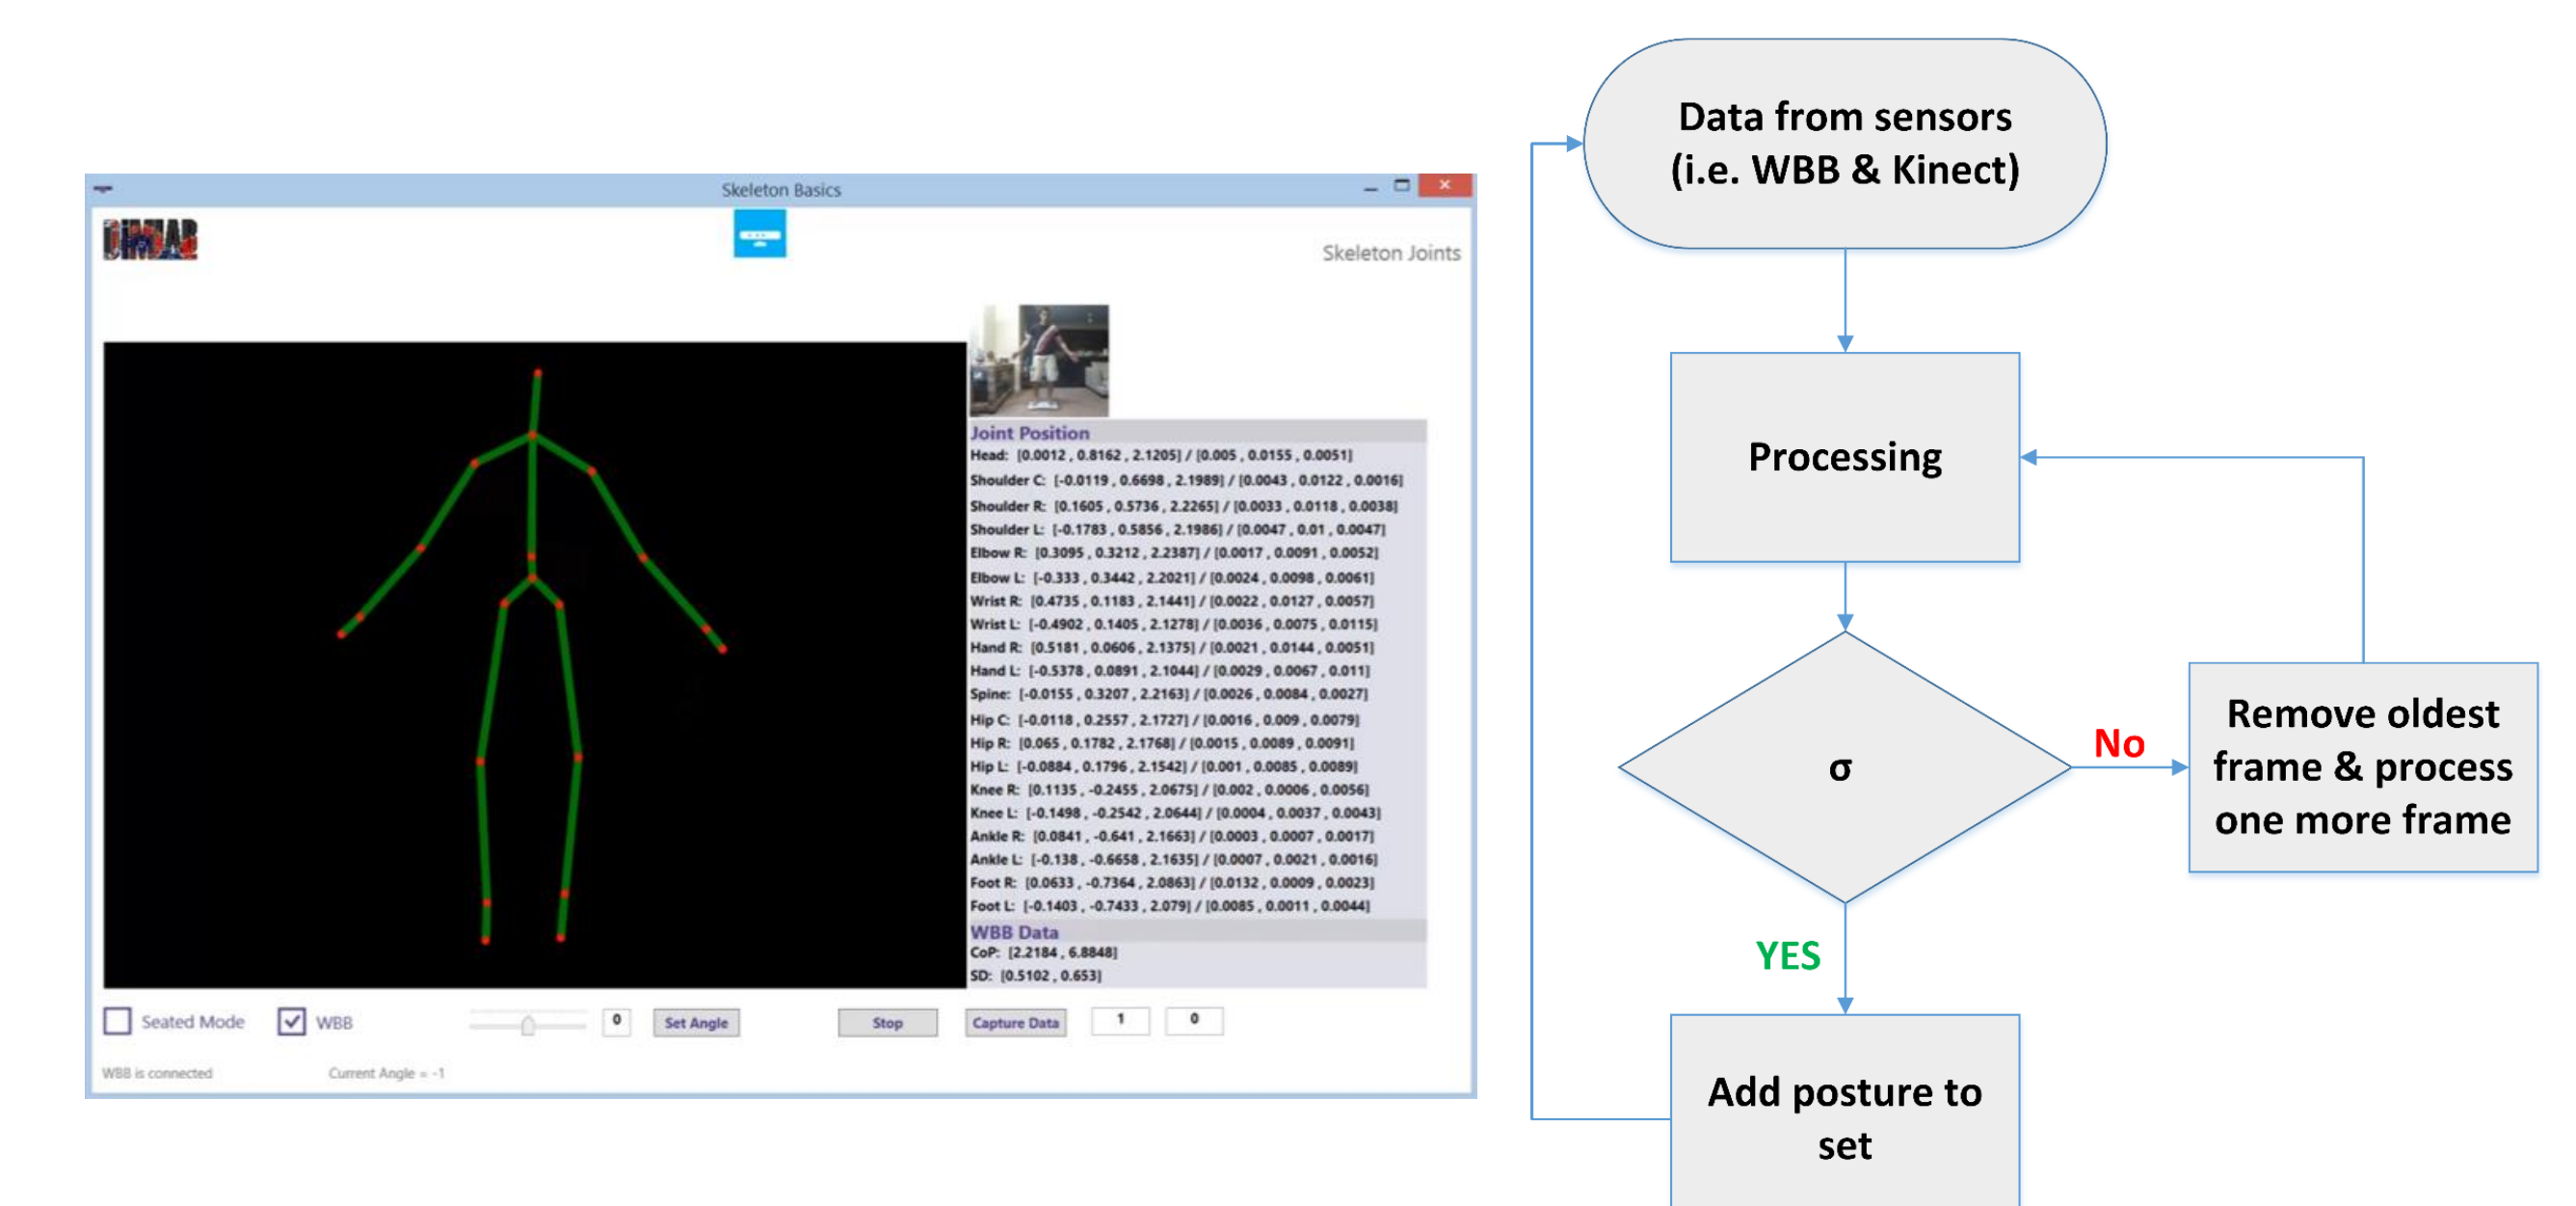 Skeleton Basics
Skeleton Joints
Joint Position
Head: [0.0012 , 0.8162 , 2.1205] / [0.005 , 0.0155 , 0.0051]
Shoulder C: [-0.0119 , 0.6698 , 2.1989] / [0.0043 , 0.0122 , 0.0016]
Shoulder R: [0.1605 , 0.5736 , 2.2265] / [0.0033 , 0.0118 , 0.0038]
Shoulder L: [-0.1783 , 0.5856 , 2.1986] / [0.0047 , 0.01 , 0.0047]
Elbow R: [0.3095 , 0.3212 , 2.2387] / [0.0017 , 0.0091 , 0.0052]
Elbow L: [-0.333 , 0.3442 , 2.2021] / [0.0024 , 0.0098 , 0.0061]
Wrist R: [0.4735 , 0.1183 , 2.1441] / [0.0022 , 0.0127 , 0.0057]
Wrist L: [-0.4902 , 0.1405 , 2.1278] / [0.0036 , 0.0075 , 0.0115]
Hand R: [0.5181 , 0.0606 , 2.1375] / [0.0021 , 0.0144 , 0.0051]
Hand L: [-0.5378 , 0.0891 , 2.1044] / [0.0029 , 0.0067 , 0.011]
Spine: [-0.0155 , 0.3207 , 2.2163] / [0.0026 , 0.0084 , 0.0027]
Hip C: [-0.0118 , 0.2557 , 2.1727] / [0.0016 , 0.009 , 0.0079]
Hip R: [0.065 , 0.1782 , 2.1768] / [0.0015 , 0.0089 , 0.0091]
Hip L: [-0.0884 , 0.1796 , 2.1542] / [0.001 , 0.0085 , 0.0089]
Knee R: [0.1135 , -0.2455 , 2.0675] / [0.002 , 0.0006 , 0.0056]
Knee L: [-0.1498 , -0.2542 , 2.0644] / [0.0004 , 0.0037 , 0.0043]
Ankle R: [0.0841 , -0.641 , 2.1663] / [0.0003 , 0.0007 , 0.0017]
Ankle L: [-0.138 , -0.6658 , 2.1635] / [0.0007 , 0.0021 , 0.0016]
Foot R: [0.0633 , -0.7364 , 2.0863] / [0.0132 , 0.0009 , 0.0023]
Foot L: [-0.1403 , -0.7433 , 2.079] / [0.0085 , 0.0011 , 0.0044]
WBB Data
CoP: [2.2184 , 6.8848]
SD: [0.5102 , 0.653]
Seated Mode WBB 0 Set Angle Stop Capture Data 1 0
WBB is connected Current Angle = -1
Data from sensors
(i.e. WBB & Kinect)
Processing
σ
No
Remove oldest
frame & process
one more frame
YES
Add posture to
set